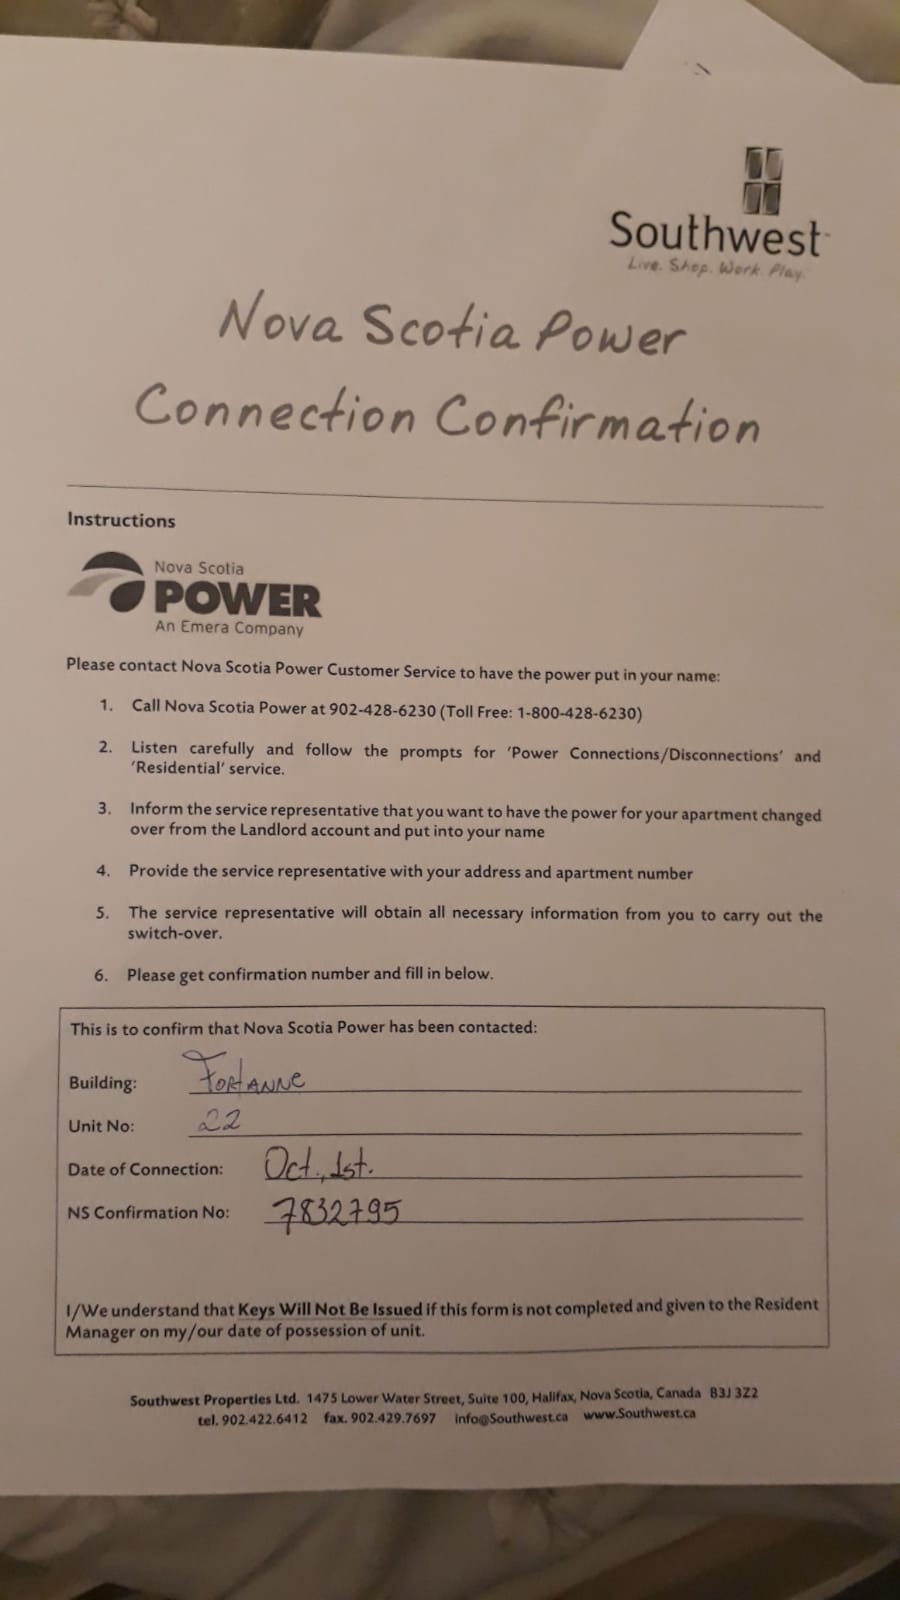 Southwest
Live. Shop. Work. Play.
Nova Scotia Power
Connection Confirmation
Instructions
Nova Scotia
POWER
An Emera Company
Please contact Nova Scotia Power Customer Service to have the power put in your name:
1. Call Nova Scotia Power at 902-428-6230 (Toll Free: 1-800-428-6230)
2. Listen carefully and follow the prompts for 'Power Connections/Disconnections' and
'Residential' service.
3. Inform the service representative that you want to have the power for your apartment changed
over from the Landlord account and put into your name
4. Provide the service representative with your address and apartment number
5. The service representative will obtain all necessary information from you to carry out the
switch-over.
6. Please get confirmation number and fill in below.
This is to confirm that Nova Scotia Power has been contacted:
Building: Fort Anne
Unit No: 22
Date of Connection: Oct., 1st.
NS Confirmation No: 7832795
I/We understand that Keys Will Not Be Issued if this form is not completed and given to the Resident
Manager on my/our date of possession of unit.
Southwest Properties Ltd. 1475 Lower Water Street, Suite 100, Halifax, Nova Scotia, Canada B3J 3Z2
tel. 902.422.6412 fax. 902.429.7697 info@Southwest.ca www.Southwest.ca